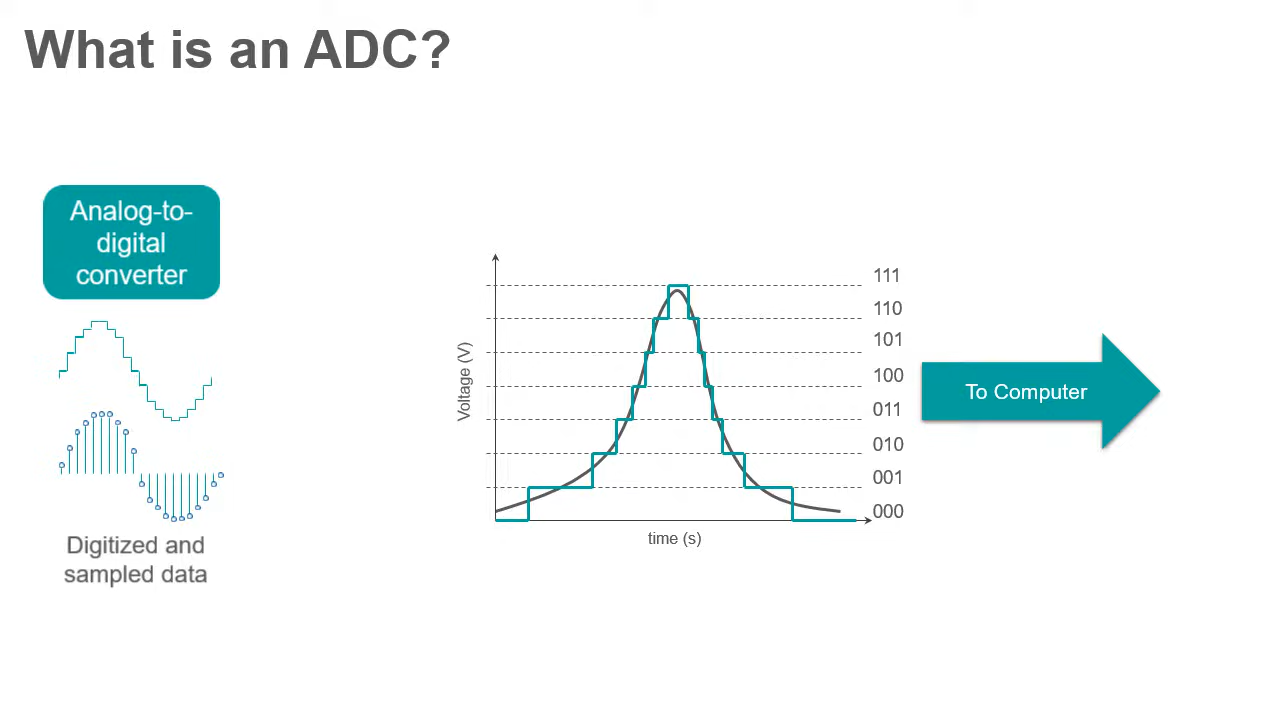 What is an ADC?
Analog-to-
digital
converter
Digitized and
sampled data
Voltage (V)
111
110
101
100
011
010
001
000
time (s)
To Computer